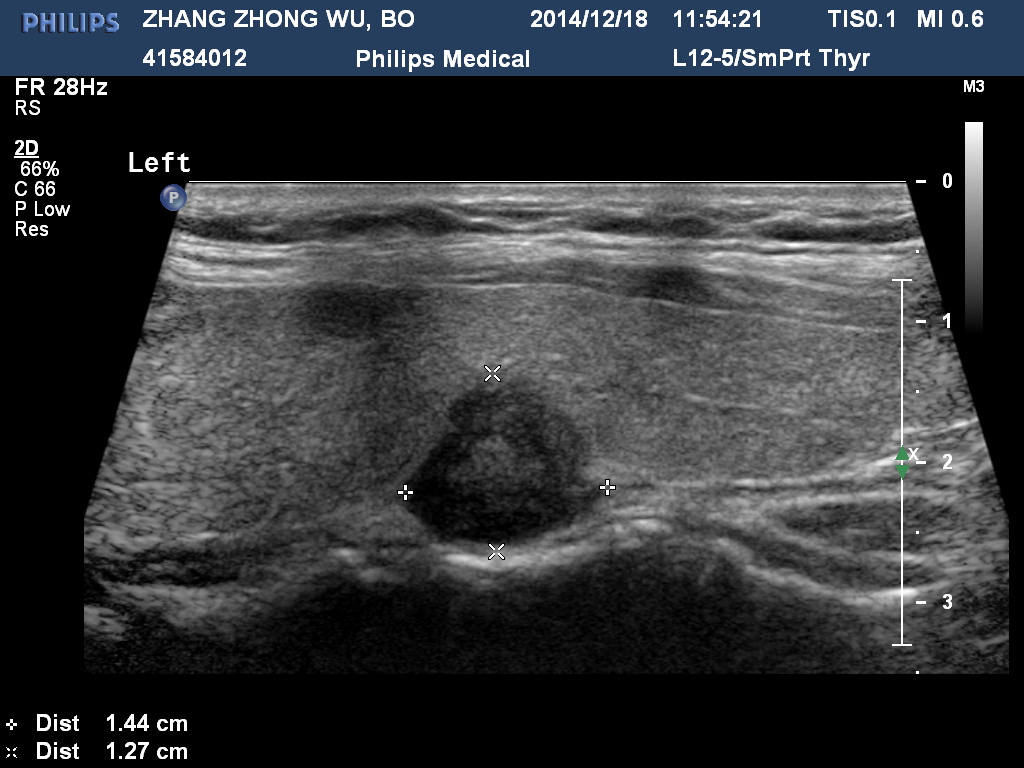 PHILIPS ZHANG ZHONG WU, BO 2014/12/18 11:54:21 TIS0.1 MI 0.6
41584012 Philips Medical L12-5/SmPrt Thyr
FR 28Hz
RS
M3
2D
66%
C 66
P Low
Res
Left
P
0
1
x
2
3
Dist 1.44 cm
Dist 1.27 cm